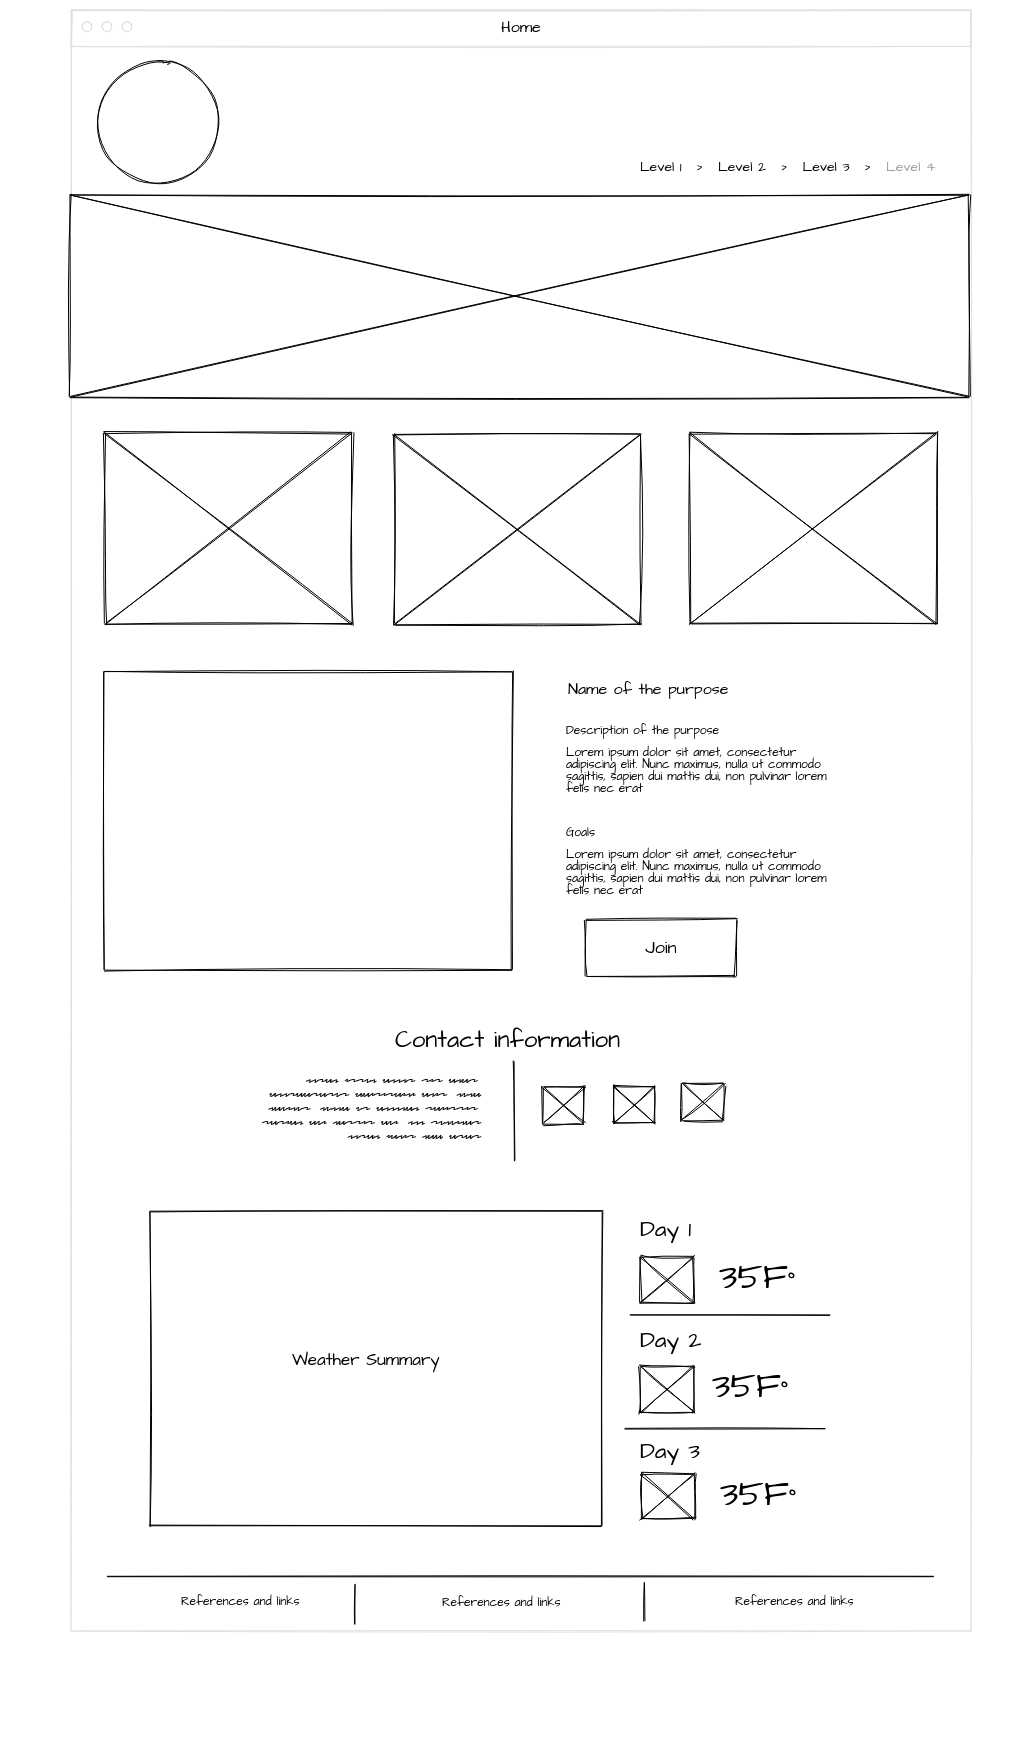 Home
Level 1 > Level 2 > Level 3 > Level 4
Name of the purpose
Description of the purpose
Lorem ipsum dolor sit amet, consectetur
adipiscing elit. Nunc maximus, nulla ut commodo
sagittis, sapien dui mattis dui, non pulvinar lorem
felis nec erat
Goals
Lorem ipsum dolor sit amet, consectetur
adipiscing elit. Nunc maximus, nulla ut commodo
sagittis, sapien dui mattis dui, non pulvinar lorem
felis nec erat
Join
Contact information
Weather Summary
Day 1
35F°
Day 2
35F°
Day 3
35F°
References and links
References and links
References and links